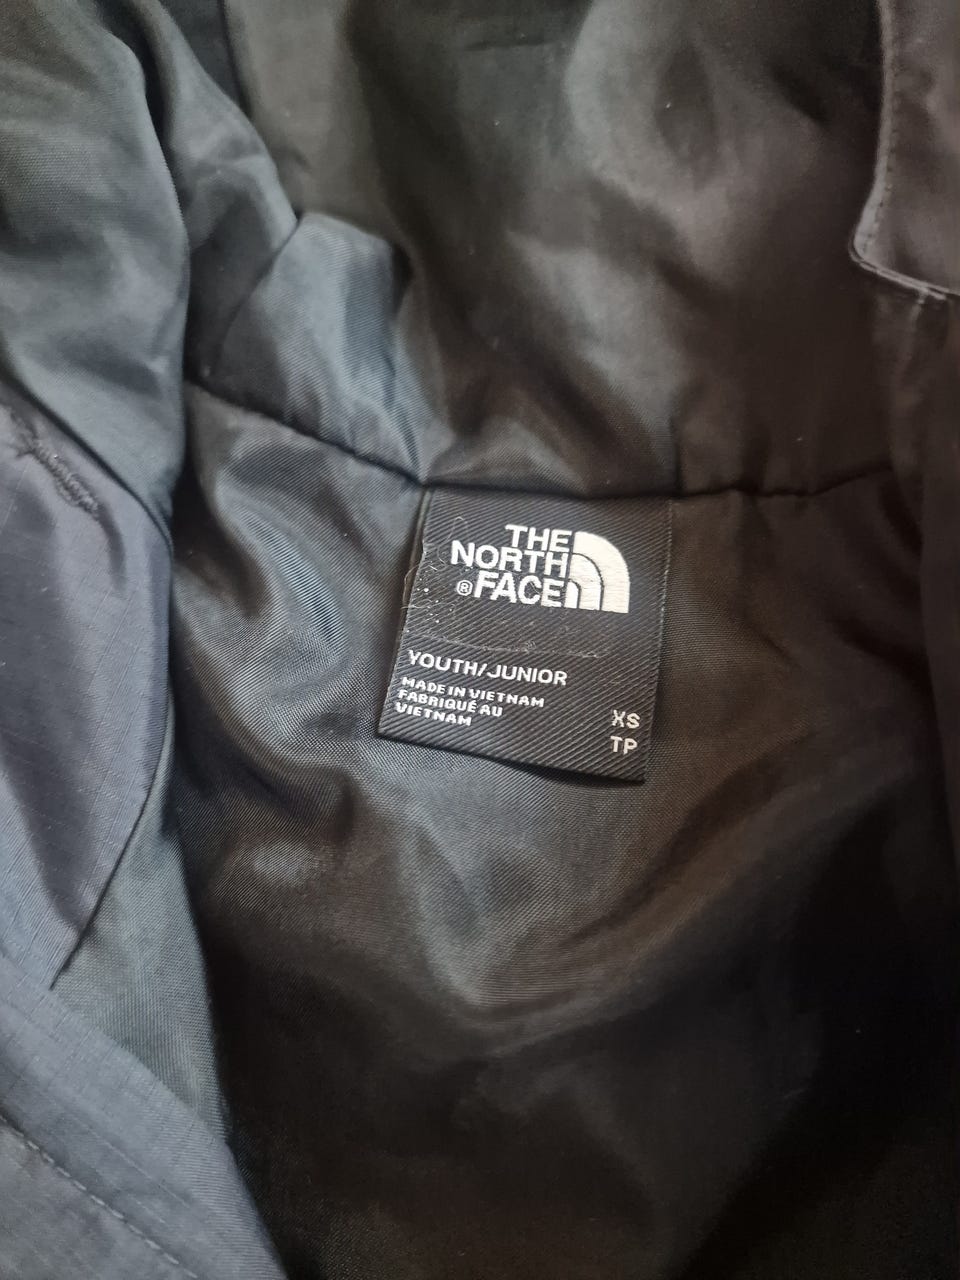 THE
NORTH
® FACE
YOUTH/JUNIOR
MADE IN VIETNAM
FABRIQUÉ AU
VIETNAM
XS
TP